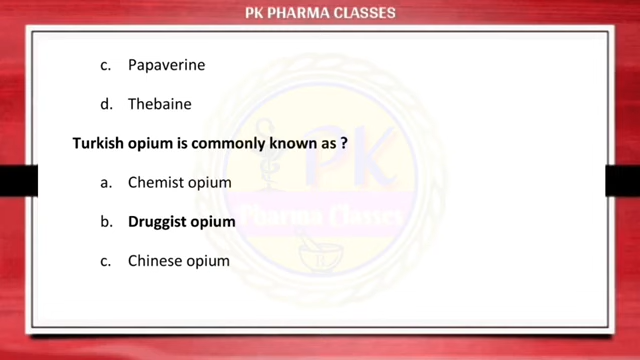 PK PHARMA CLASSES
c. Papaverine
d. Thebaine
Turkish opium is commonly known as ?
a. Chemist opium
b. Druggist opium
c. Chinese opium
PK
Pharma Classes